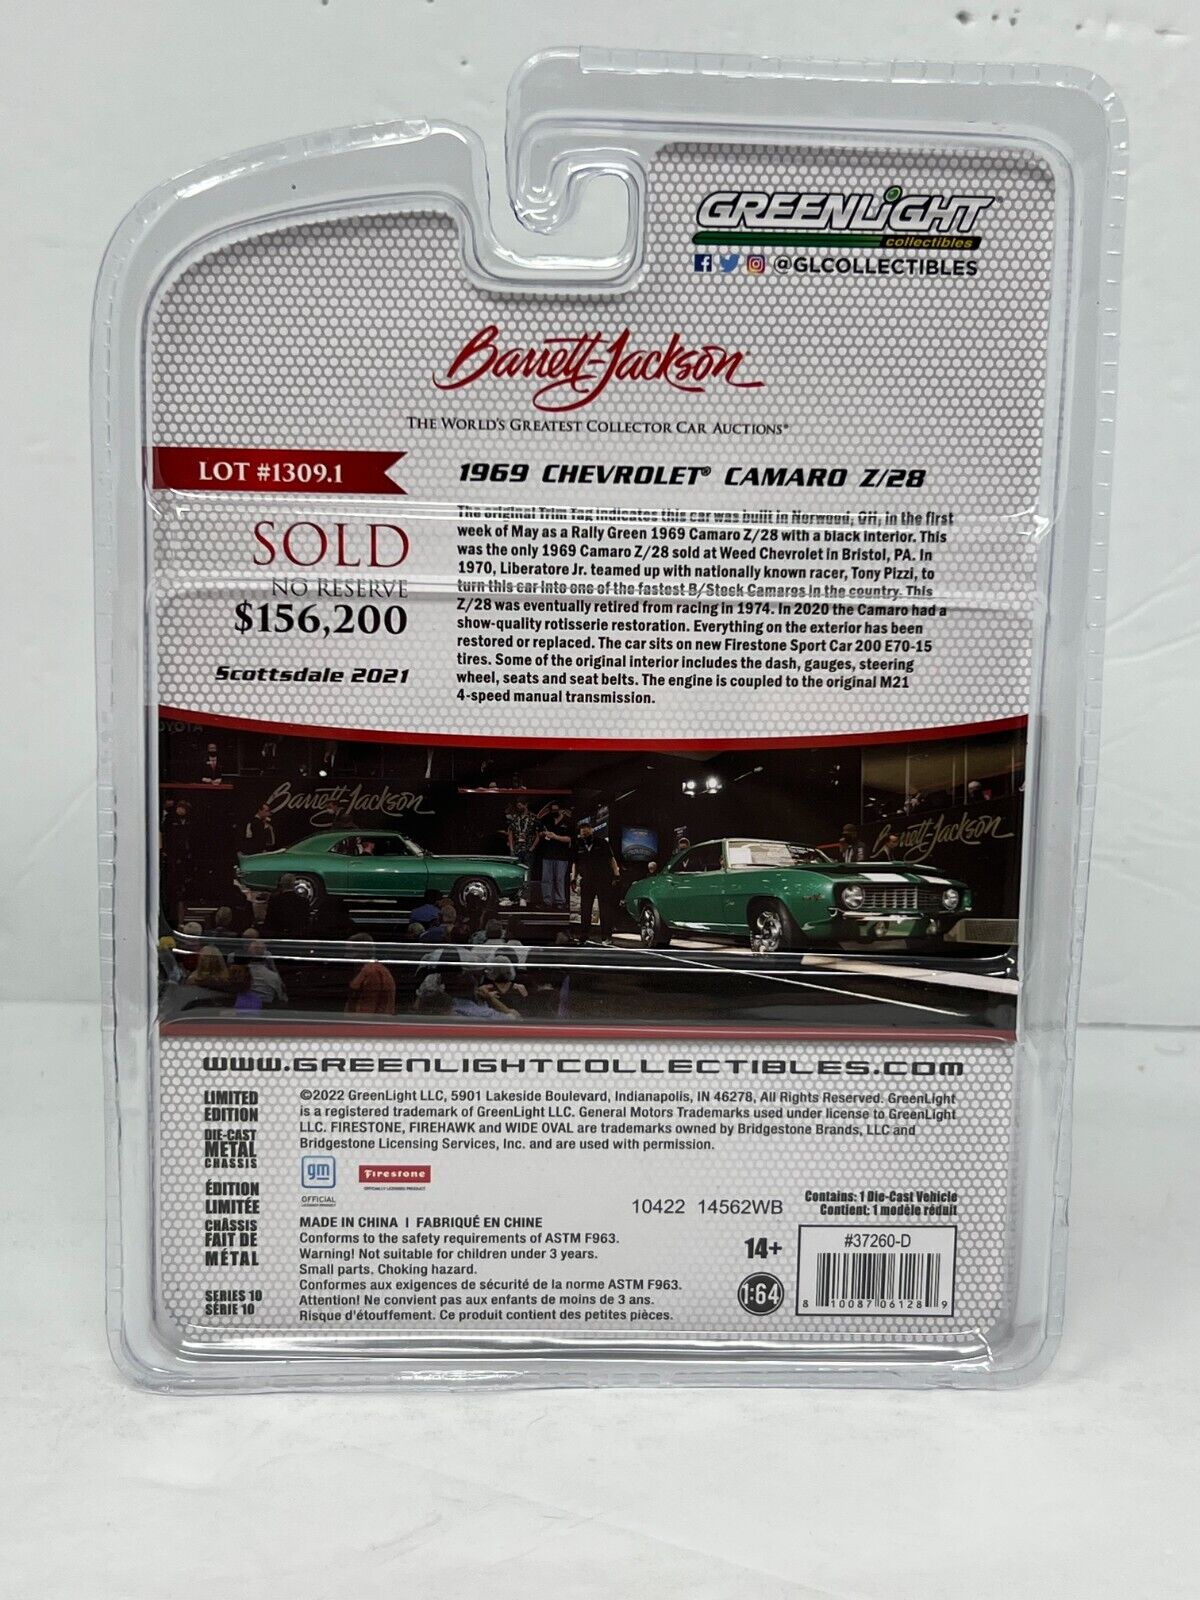 GREENLiGHT
collectibles
@GLCOLLECTIBLES
Barrett-Jackson
THE WORLD'S GREATEST COLLECTOR CAR AUCTIONS®
LOT #1309.1
1969 CHEVROLET® CAMARO Z/28
SOLD
NO RESERVE
$156,200
Scottsdale 2021
The original Trim Tag indicates this car was built in Norwood, OH, in the first
week of May as a Rally Green 1969 Camaro Z/28 with a black interior. This
was the only 1969 Camaro Z/28 sold at Weed Chevrolet in Bristol, PA. In
1970, Liberatore Jr. teamed up with nationally known racer, Tony Pizzi, to
turn this car into one of the fastest B/Stock Camaros in the country. This
Z/28 was eventually retired from racing in 1974. In 2020 the Camaro had a
show-quality rotisserie restoration. Everything on the exterior has been
restored or replaced. The car sits on new Firestone Sport Car 200 E70-15
tires. Some of the original interior includes the dash, gauges, steering
wheel, seats and seat belts. The engine is coupled to the original M21
4-speed manual transmission.
TOYOTA
Barrett-Jackson
Barrett-Jackson
WWW.GREENLIGHTCOLLECTIBLES.COM
LIMITED
EDITION
DIE-CAST
METAL
CHASSIS
ÉDITION
LIMITÉE
CHÂSSIS
FAIT DE
MÉTAL
SERIES 10
SÉRIE 10
©2022 GreenLight LLC, 5901 Lakeside Boulevard, Indianapolis, IN 46278, All Rights Reserved. GreenLight
is a registered trademark of GreenLight LLC. General Motors Trademarks used under license to GreenLight
LLC. FIRESTONE, FIREHAWK and WIDE OVAL are trademarks owned by Bridgestone Brands, LLC and
Bridgestone Licensing Services, Inc. and are used with permission.
gm
OFFICIAL
LICENSED PRODUCT
Firestone
OFFICIALLY LICENSED PRODUCT
10422 14562WB
MADE IN CHINA | FABRIQUÉ EN CHINE
Conforms to the safety requirements of ASTM F963.
Warning! Not suitable for children under 3 years.
Small parts. Choking hazard.
Conformes aux exigences de sécurité de la norme ASTM F963.
Attention! Ne convient pas aux enfants de moins de 3 ans.
Risque d'étouffement. Ce produit contient des petites pièces.
14+
1:64
Contains: 1 Die-Cast Vehicle
Contient: 1 modèle réduit
#37260-D
8 10087 06128 9